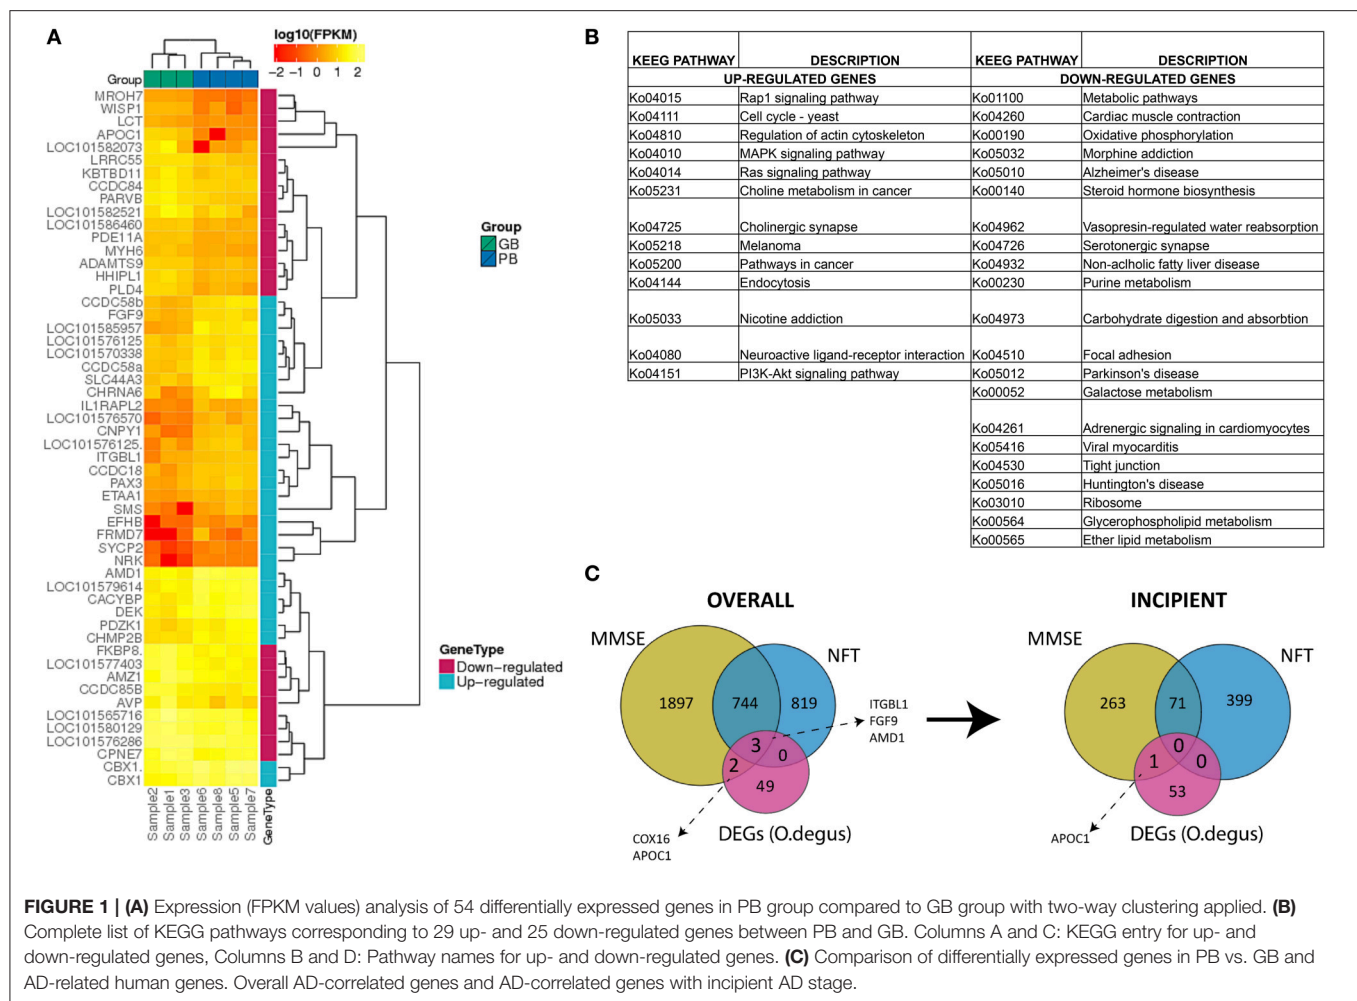 A
log10(FPKM)
−2 −1 0 1 2
Group
MROH7
WISP1
LCT
APOC1
LOC101582073
LRRC55
KBTBD11
CCDC84
PARVB
LOC101582521
LOC101586460
PDE11A
MYH6
ADAMTS9
HHIPL1
PLD4
CCDC58b
FGF9
LOC101585957
LOC101576125
LOC101570338
CCDC58a
SLC44A3
CHRNA6
IL1RAPL2
LOC101576570
CNPY1
LOC101576125.
ITGBL1
CCDC18
PAX3
ETAA1
SMS
EFHB
FRMD7
SYCP2
NRK
AMD1
LOC101579614
CACYBP
DEK
PDZK1
CHMP2B
FKBP8.
LOC101577403
AMZ1
CCDC85B
AVP
LOC101565716
LOC101580129
LOC101576286
CPNE7
CBX1.
CBX1
Sample2 Sample1 Sample3 Sample6 Sample8 Sample5 Sample7 GeneType
Group
GB
PB
GeneType
Down−regulated
Up−regulated
B
KEEG PATHWAY DESCRIPTION KEEG PATHWAY DESCRIPTION
UP-REGULATED GENES DOWN-REGULATED GENES
Ko04015 Rap1 signaling pathway Ko01100 Metabolic pathways
Ko04111 Cell cycle - yeast Ko04260 Cardiac muscle contraction
Ko04810 Regulation of actin cytoskeleton Ko00190 Oxidative phosphorylation
Ko04010 MAPK signaling pathway Ko05032 Morphine addiction
Ko04014 Ras signaling pathway Ko05010 Alzheimer's disease
Ko05231 Choline metabolism in cancer Ko00140 Steroid hormone biosynthesis
Ko04725 Cholinergic synapse Ko04962 Vasopressin-regulated water reabsorption
Ko05218 Melanoma Ko04726 Serotonergic synapse
Ko05200 Pathways in cancer Ko04932 Non-aclholic fatty liver disease
Ko04144 Endocytosis Ko00230 Purine metabolism
Ko05033 Nicotine addiction Ko04973 Carbohydrate digestion and absorbtion
Ko04080 Neuroactive ligand-receptor interaction Ko04510 Focal adhesion
Ko04151 PI3K-Akt signaling pathway Ko05012 Parkinson's disease
Ko00052 Galactose metabolism
Ko04261 Adrenergic signaling in cardiomyocytes
Ko05416 Viral myocarditis
Ko04530 Tight junction
Ko05016 Huntington's disease
Ko03010 Ribosome
Ko00564 Glycerophospholipid metabolism
Ko00565 Ether lipid metabolism
C
OVERALL
MMSE
NFT
1897 744 819
3
0
2
49
ITGBL1
FGF9
AMD1
COX16
APOC1
DEGs (O.degus)
INCIPIENT
MMSE
NFT
263 71 399
0
1 0
53
APOC1
DEGs (O.degus)
FIGURE 1 | (A) Expression (FPKM values) analysis of 54 differentially expressed genes in PB group compared to GB group with two-way clustering applied. (B)
Complete list of KEGG pathways corresponding to 29 up- and 25 down-regulated genes between PB and GB. Columns A and C: KEGG entry for up- and
down-regulated genes, Columns B and D: Pathway names for up- and down-regulated genes. (C) Comparison of differentially expressed genes in PB vs. GB and
AD-related human genes. Overall AD-correlated genes and AD-correlated genes with incipient AD stage.